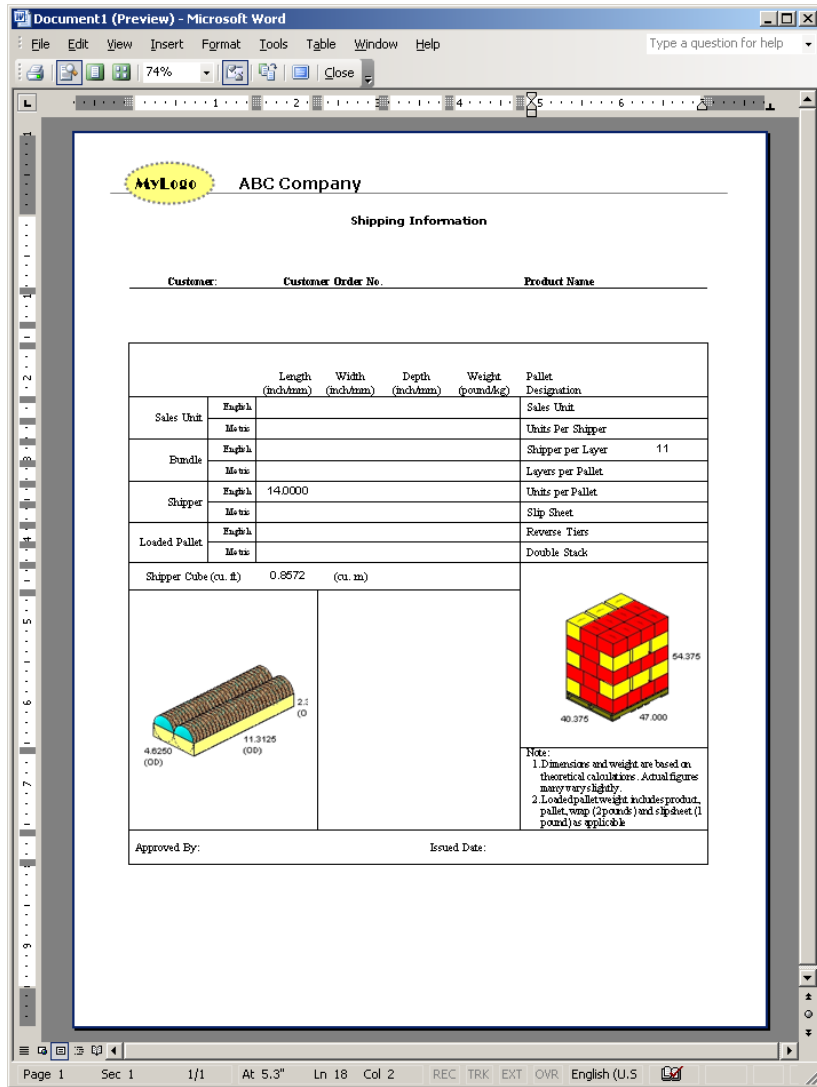 Document1 (Preview) - Microsoft Word
File Edit View Insert Format Tools Table Window Help Type a question for help
74% Close
L 1 2 3 4 5 6
MyLogo ABC Company
Shipping Information
Customer: Customer Order No. Product Name
Length Width Depth Weight Pallet
(inch/mm) (inch/mm) (inch/mm) (pound/kg) Designation
Sales Unit English Sales Unit
Metric Units Per Shipper
Bundle English Shipper per Layer 11
Metric Layers per Pallet
Shipper English 14.0000 Units per Pallet
Metric Slip Sheet
Loaded Pallet English Reverse Tiers
Metric Double Stack
Shipper Cube (cu. ft) 0.8572 (cu. m)
54.375
40.375 47.000
2.
(O
11.3125
(OD)
4.6250
(OD)
Note:
1.Dimensions and weight are based on
theoretical calculations. Actual figures
many vary slightly.
2.Loaded pallet weight includes product,
pallet, wrap (2 pounds) and slipsheet (1
pound) as applicable
Approved By: Issued Date:
Page 1 Sec 1 1/1 At 5.3" Ln 18 Col 2 REC TRK EXT OVR English (U.S